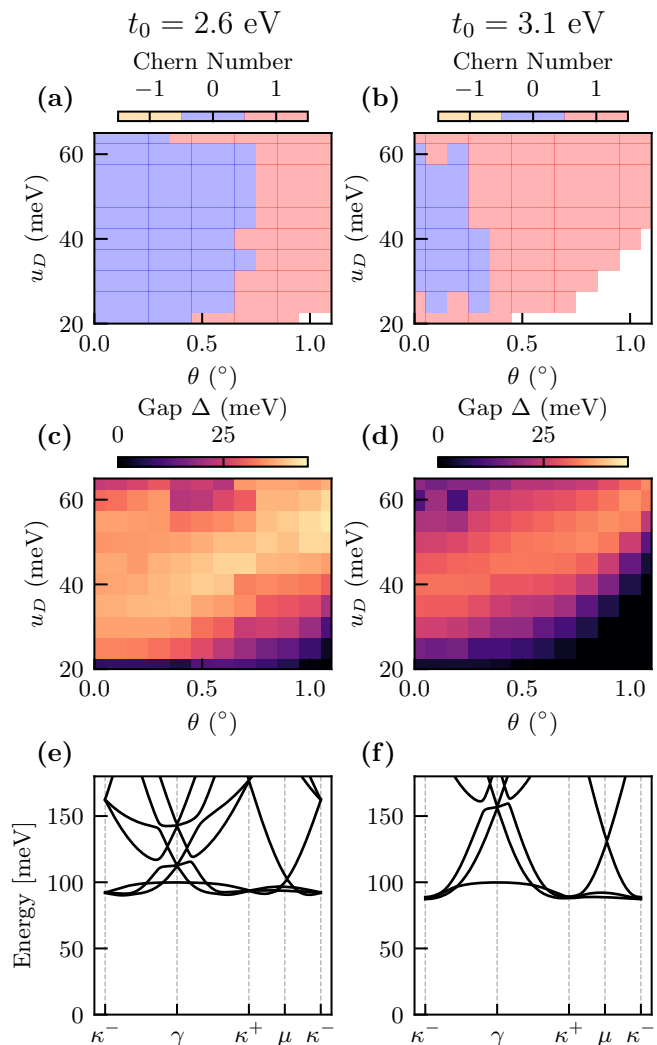 t₀ = 2.6 eV t₀ = 3.1 eV
Chern Number Chern Number
(a) −1 0 1 (b) −1 0 1
60 60
40 40
20 20
u_D (meV) u_D (meV)
0.0 0.5 1.0 0.0 0.5 1.0
θ (°) θ (°)
Gap Δ (meV) Gap Δ (meV)
(c) 0 25 (d) 0 25
60 60
40 40
20 20
u_D (meV) u_D (meV)
0.0 0.5 1.0 0.0 0.5 1.0
θ (°) θ (°)
(e) (f)
150 150
100 100
50 50
0 0
Energy [meV]
κ⁻ γ κ⁺ μ κ⁻ κ⁻ γ κ⁺ μ κ⁻